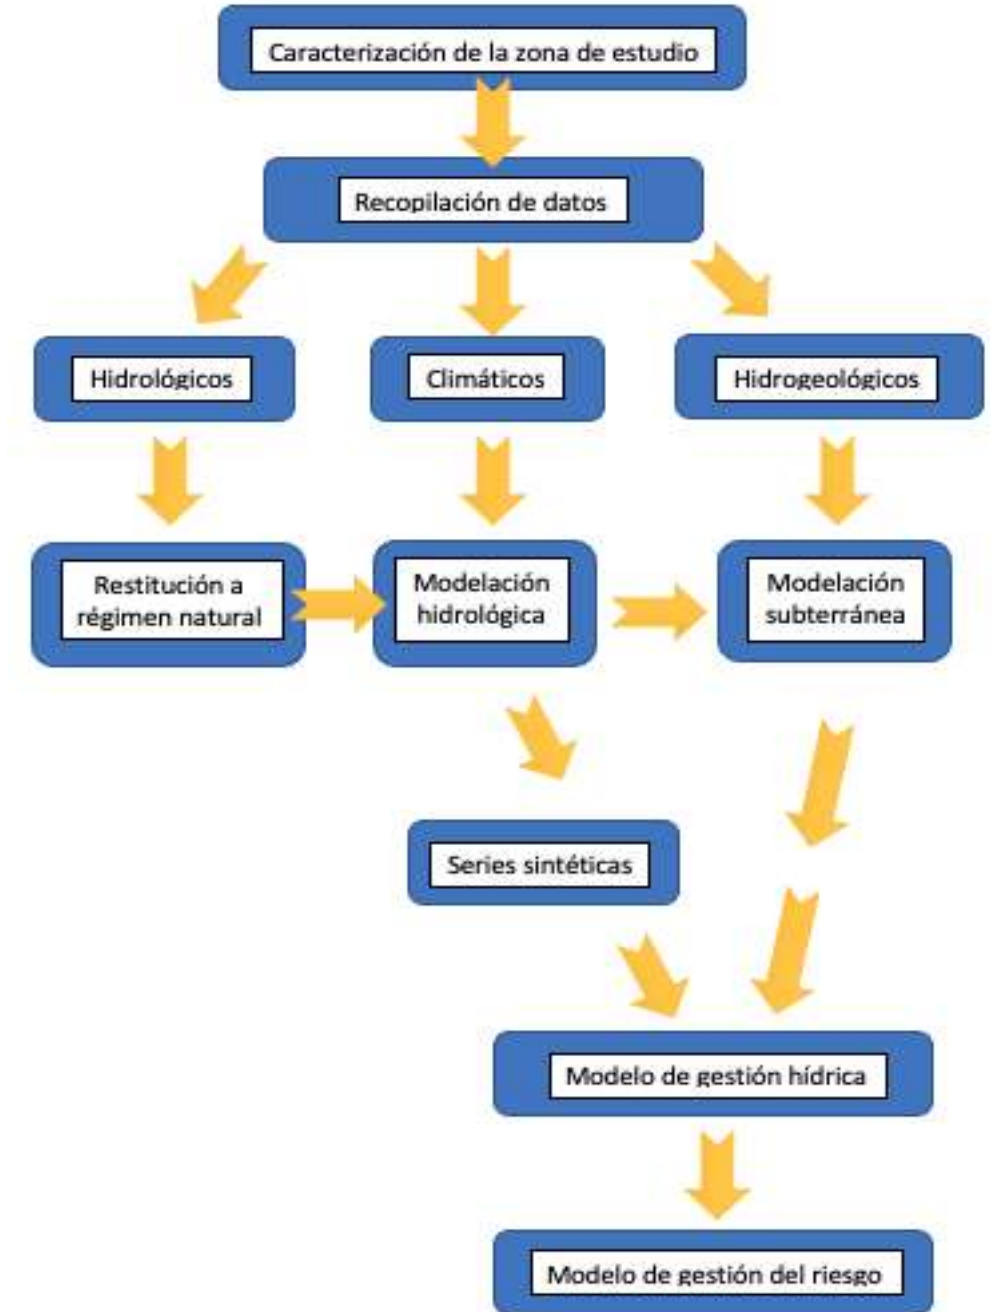 Caracterización de la zona de estudio
Recopilación de datos
Hidrológicos
Climáticos
Hidrogeológicos
Restitución a
régimen natural
Modelación
hidrológica
Modelación
subterránea
Series sintéticas
Modelo de gestión hídrica
Modelo de gestión del riesgo